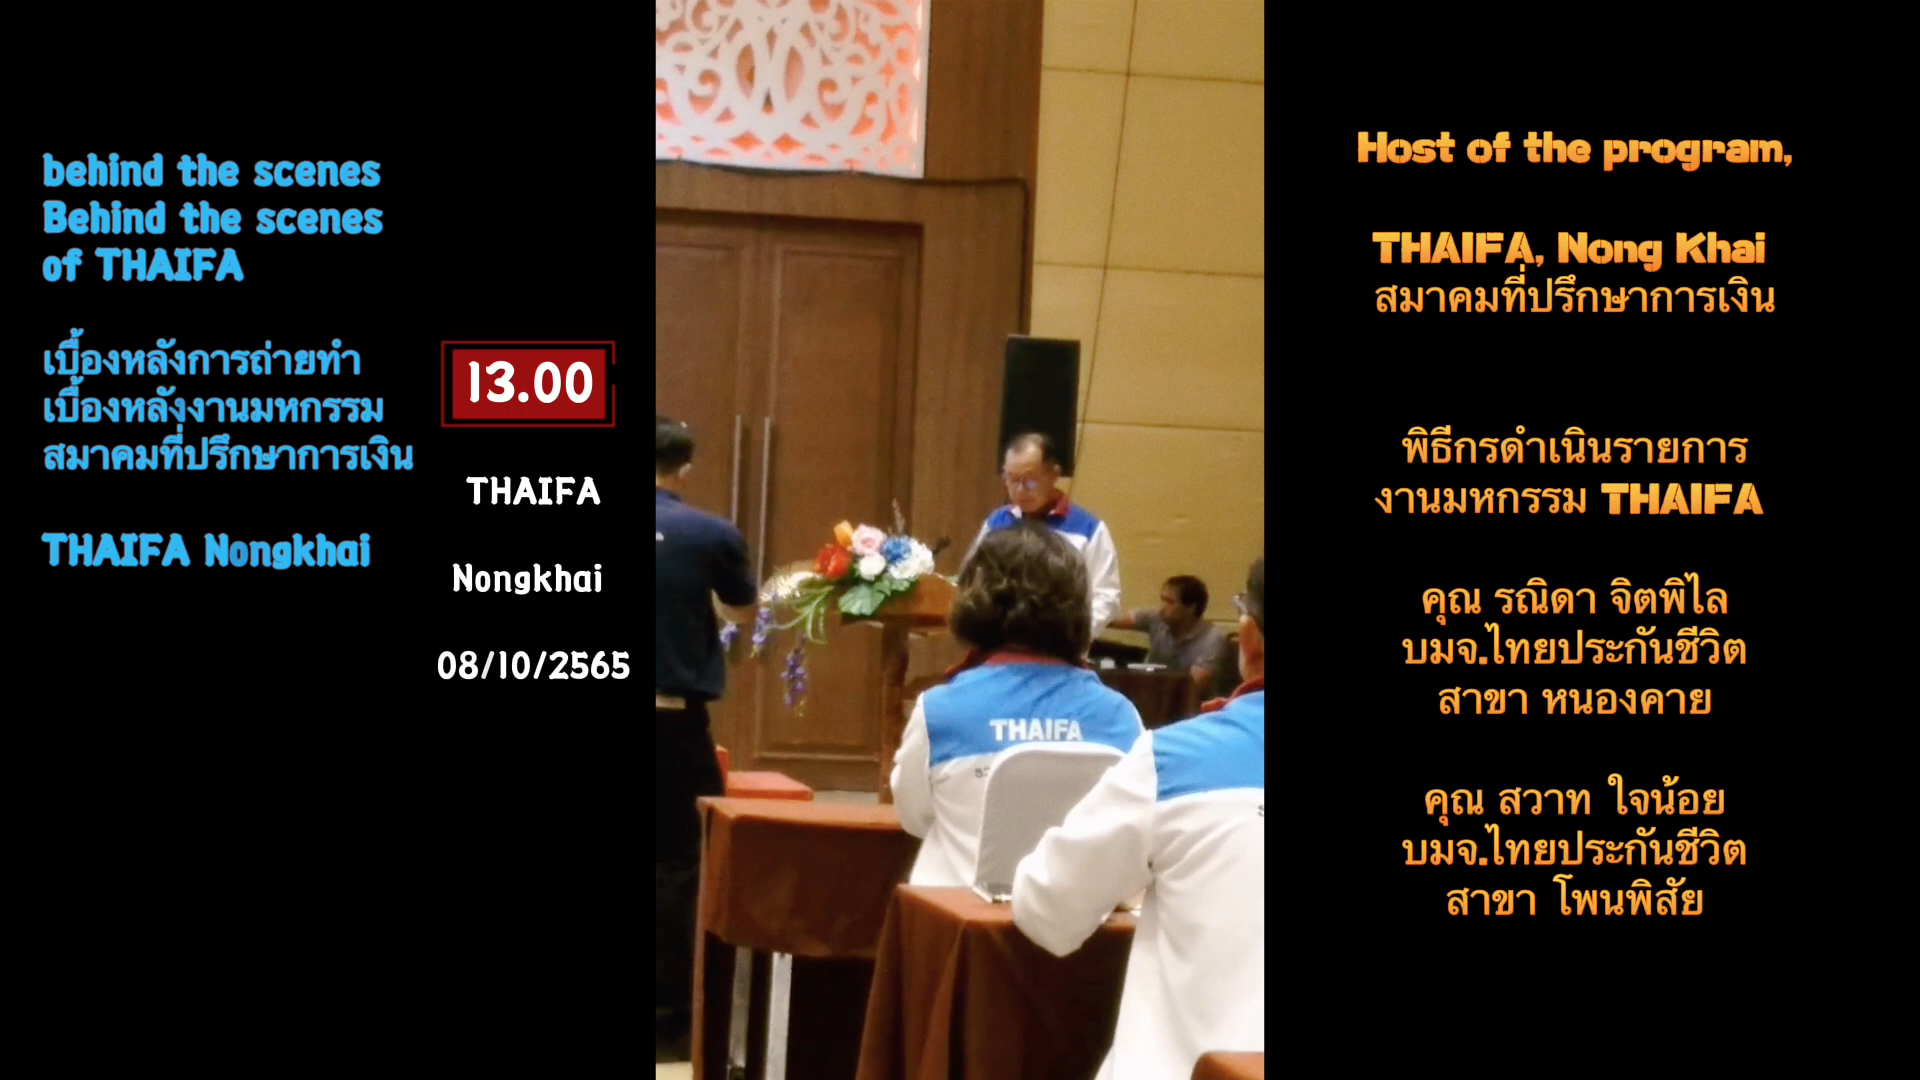 behind the scenes
Behind the scenes
of THAIFA
เบื้องหลังการถ่ายทำ
เบื้องหลังงานมหกรรม
สมาคมที่ปรึกษาการเงิน
THAIFA Nongkhai
13.00
THAIFA
Nongkhai
08/10/2565
THAIFA
Host of the program,
THAIFA, Nong Khai
สมาคมที่ปรึกษาการเงิน
พิธีกรดำเนินรายการ
งานมหกรรม THAIFA
คุณ รณิดา จิตพิไล
บมจ.ไทยประกันชีวิต
สาขา หนองคาย
คุณ สวาท ใจน้อย
บมจ.ไทยประกันชีวิต
สาขา โพนพิสัย